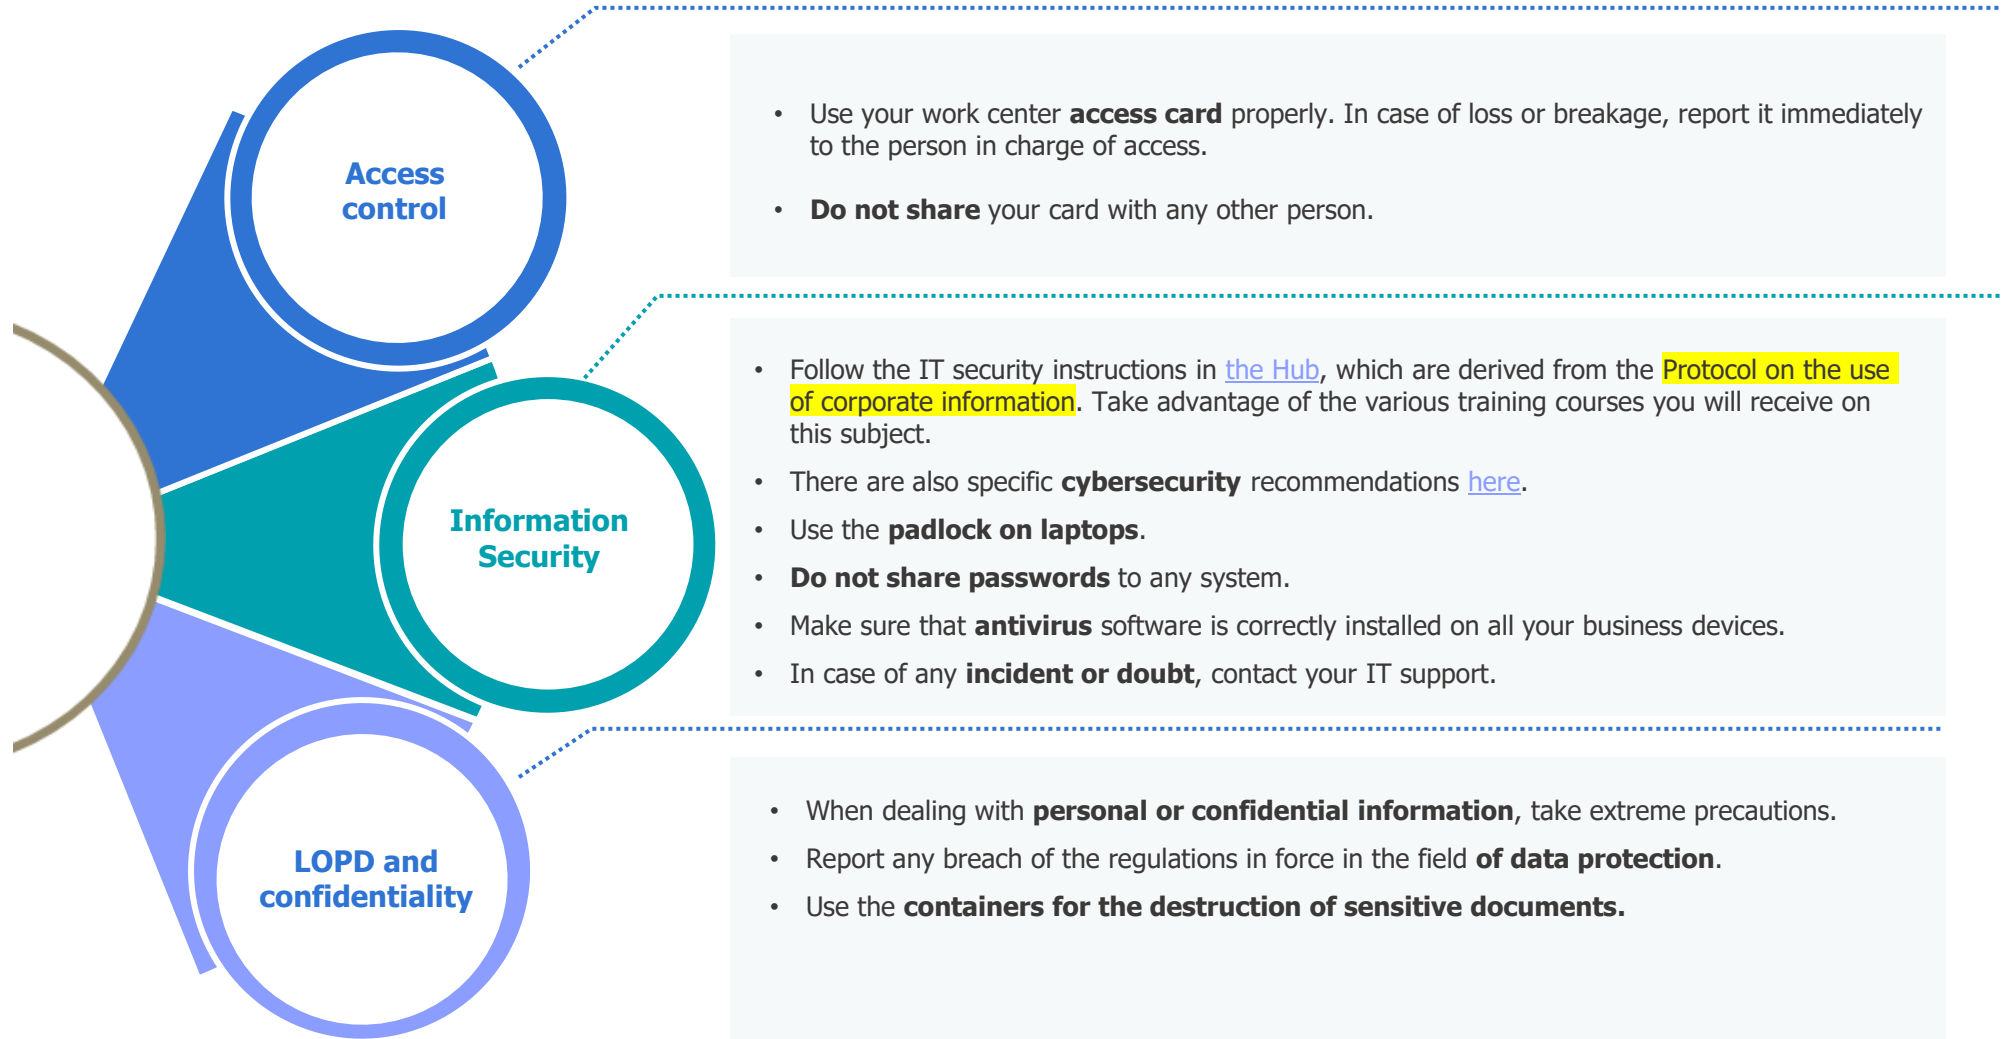 Access
control
• Use your work center access card properly. In case of loss or breakage, report it immediately
to the person in charge of access.
• Do not share your card with any other person.
Information
Security
• Follow the IT security instructions in the Hub, which are derived from the Protocol on the use
of corporate information. Take advantage of the various training courses you will receive on
this subject.
• There are also specific cybersecurity recommendations here.
• Use the padlock on laptops.
• Do not share passwords to any system.
• Make sure that antivirus software is correctly installed on all your business devices.
• In case of any incident or doubt, contact your IT support.
LOPD and
confidentiality
• When dealing with personal or confidential information, take extreme precautions.
• Report any breach of the regulations in force in the field of data protection.
• Use the containers for the destruction of sensitive documents.